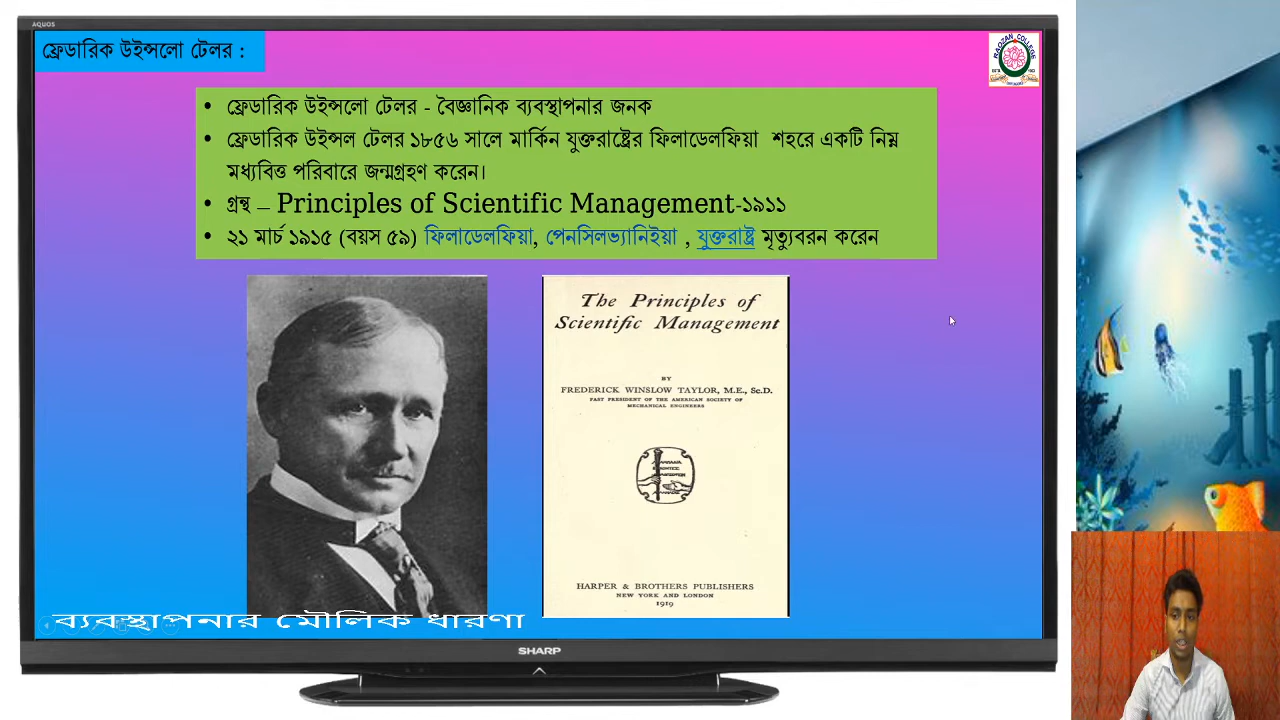 AQUOS
ফ্রেডারিক উইন্সলো টেলর :
RAOZAN COLLEGE
• ফ্রেডারিক উইন্সলো টেলর - বৈজ্ঞানিক ব্যবস্থাপনার জনক
• ফ্রেডারিক উইন্সল টেলর ১৮৫৬ সালে মার্কিন যুক্তরাষ্ট্রের ফিলাডেলফিয়া শহরে একটি নিম্ন
মধ্যবিত্ত পরিবারে জন্মগ্রহণ করেন।
• গ্রন্থ – Principles of Scientific Management-১৯১১
• ২১ মার্চ ১৯১৫ (বয়স ৫৯) ফিলাডেলফিয়া, পেনসিলভ্যানিইয়া , যুক্তরাষ্ট্র মৃত্যুবরন করেন
The Principles of
Scientific Management
BY
FREDERICK WINSLOW TAYLOR, M.E., Sc.D.
PAST PRESIDENT OF THE AMERICAN SOCIETY OF
MECHANICAL ENGINEERS
HARPER & BROTHERS PUBLISHERS
NEW YORK AND LONDON
1919
ব্যবস্থাপনার মৌলিক ধারণা
SHARP